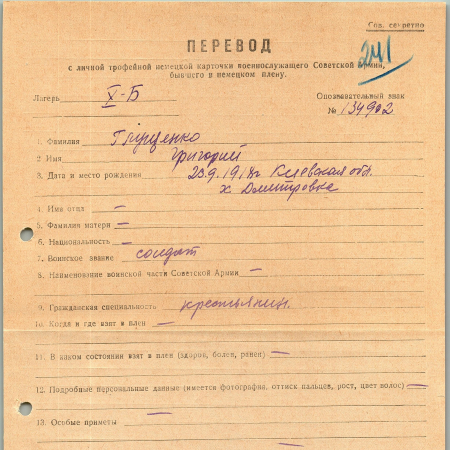 Сов. секретно
241
ПЕРЕВОД
с личной трофейной немецкой карточки военнослужащего Советской Армии,
бывшего в немецком плену.
Лагерь X-Б
Опознавательный знак
№ 134902
1. Фамилия Грищенко
2 Имя Григорий
3. Дата и место рождения 23.9.1918г Киевская обл.
х Дмитровка
4. Имя отца —
5. Фамилия матери —
6. Национальность —
7. Воинское звание солдат
8. Наименование воинской части Советской Армии —
9. Гражданская специальность крестьянин.
10. Когда и где взят в плен —
11. В каком состоянии взят в плен (здоров, болен, ранен) —
12. Подробные персональные данные (имеется фотография, оттиск пальцев, рост, цвет волос) —
—
13. Особые приметы
—